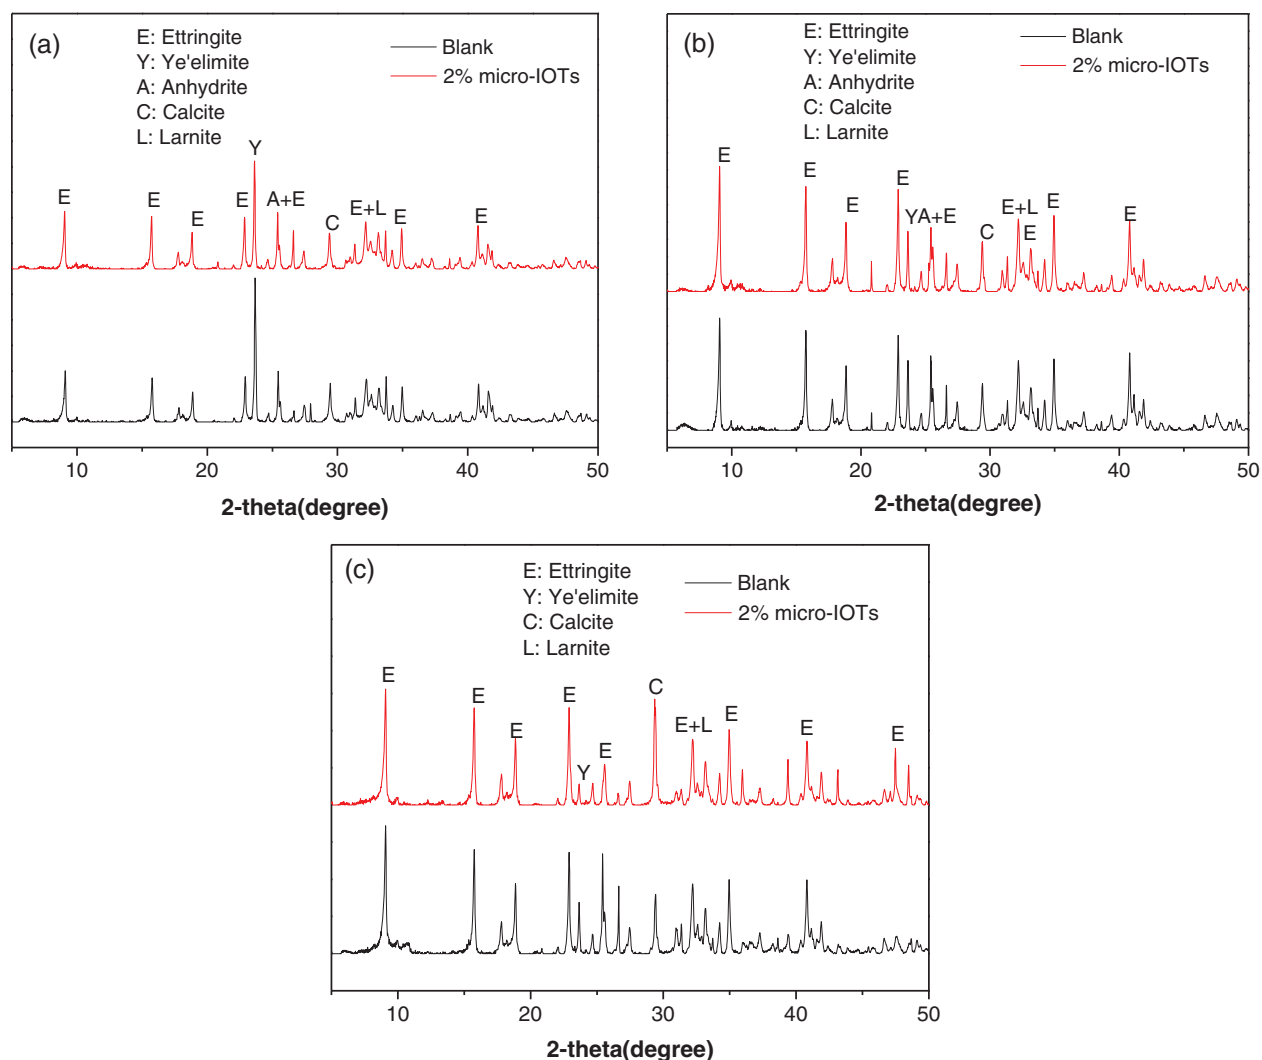 (a)
E: Ettringite
Y: Ye'elimite
A: Anhydrite
C: Calcite
L: Larnite
Blank
2% micro-IOTs
E
E
E
E
Y
A+E
C
E+L
E
E
10
20
30
40
50
2-theta(degree)
(b)
E: Ettringite
Y: Ye'elimite
A: Anhydrite
C: Calcite
L: Larnite
Blank
2% micro-IOTs
E
E
E
E
Y
A+E
C
E+L
E
E
E
10
20
30
40
50
2-theta(degree)
(c)
E: Ettringite
Y: Ye'elimite
C: Calcite
L: Larnite
Blank
2% micro-IOTs
E
E
E
E
Y
E
C
E+L
E
E
E
10
20
30
40
50
2-theta(degree)